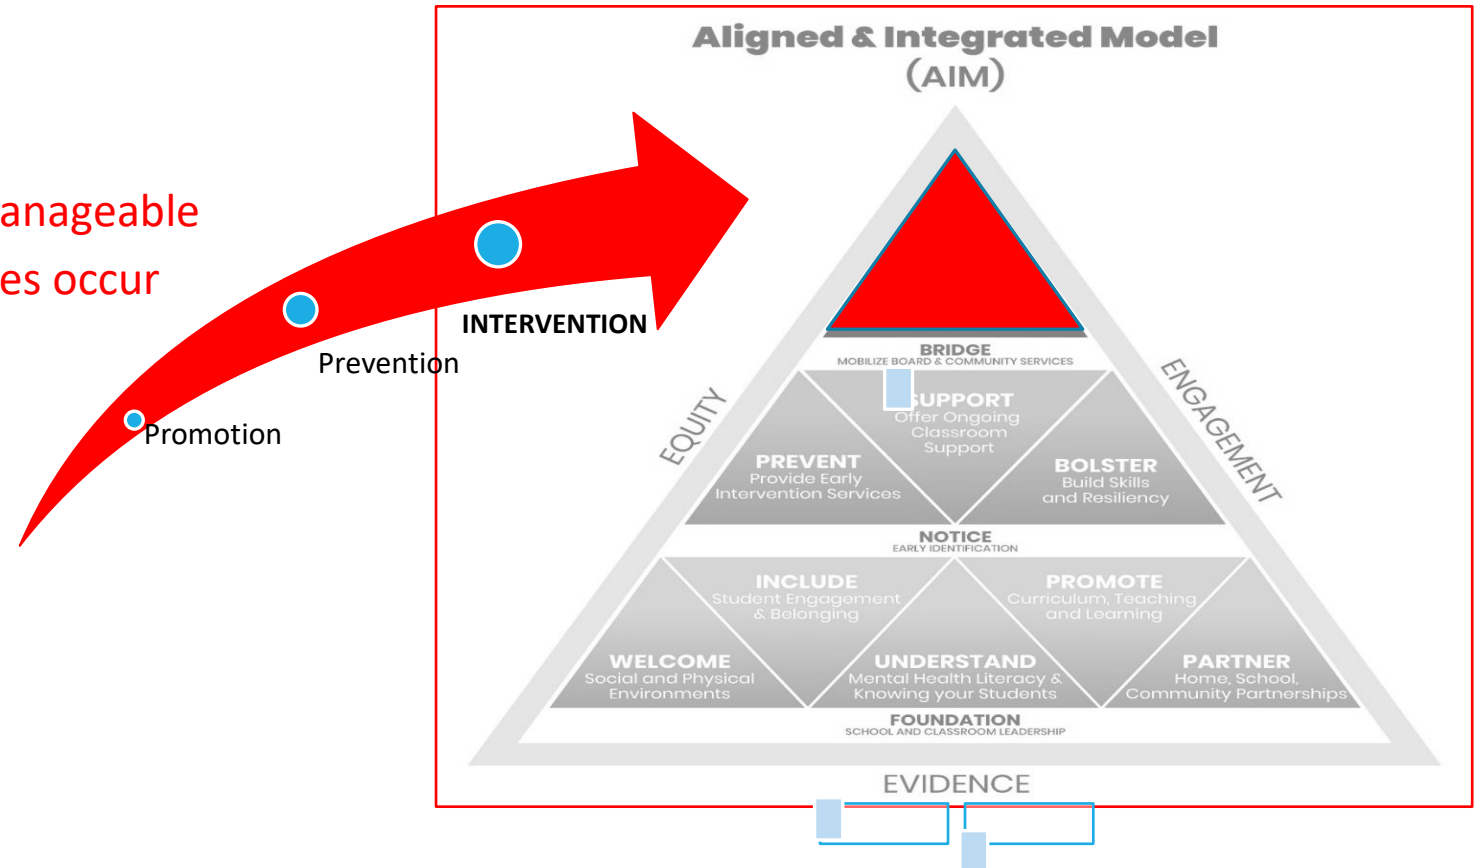 Aligned & Integrated Model
(AIM)
anageable
es occur
INTERVENTION
Prevention
Promotion
EQUITY
ENGAGEMENT
BRIDGE
MOBILIZE BOARD & COMMUNITY SERVICES
SUPPORT
Offer Ongoing
Classroom
Support
PREVENT
Provide Early
Intervention Services
BOLSTER
Build Skills
and Resiliency
NOTICE
EARLY IDENTIFICATION
INCLUDE
Student Engagement
& Belonging
PROMOTE
Curriculum, Teaching
and Learning
WELCOME
Social and Physical
Environments
UNDERSTAND
Mental Health Literacy &
Knowing your Students
PARTNER
Home, School,
Community Partnerships
FOUNDATION
SCHOOL AND CLASSROOM LEADERSHIP
EVIDENCE